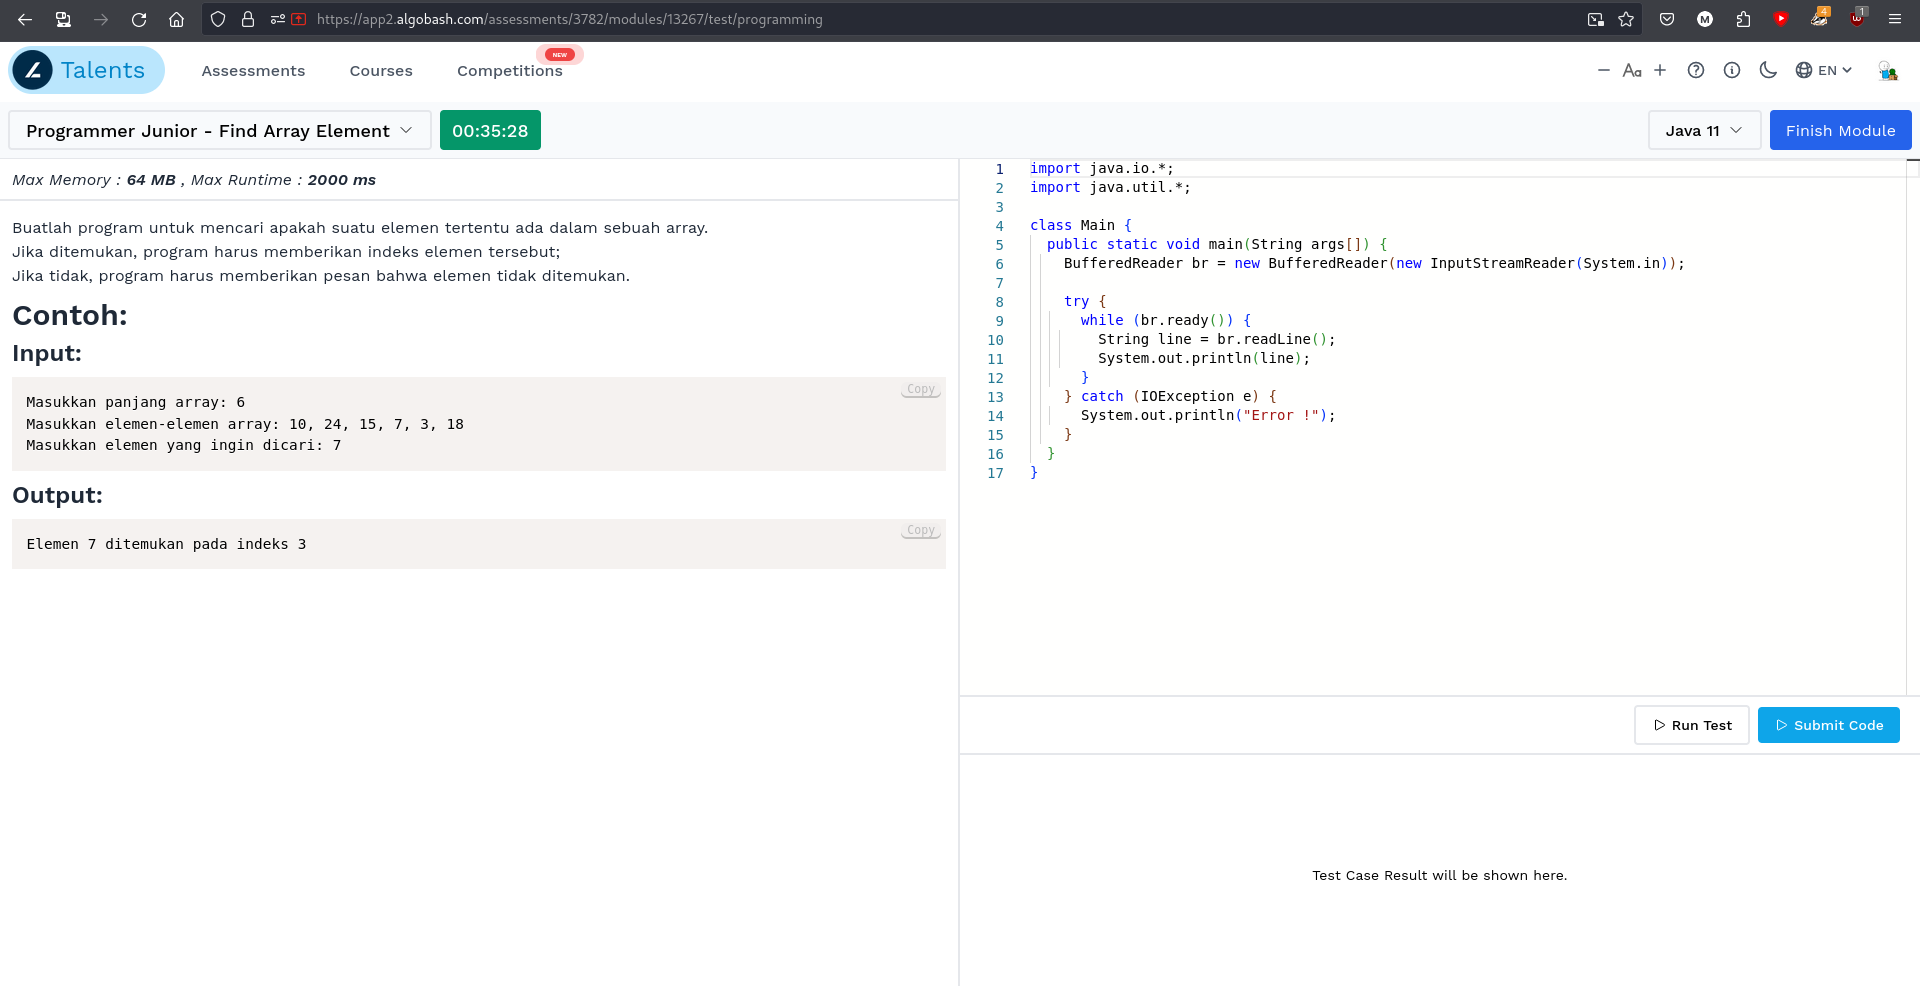 https://app2.algobash.com/assessments/3782/modules/13267/test/programming
4
1
M
Talents
Assessments
Courses
Competitions
NEW
Aa
EN
Programmer Junior - Find Array Element
00:35:28
Java 11
Finish Module
Max Memory : 64 MB , Max Runtime : 2000 ms
Buatlah program untuk mencari apakah suatu elemen tertentu ada dalam sebuah array.
Jika ditemukan, program harus memberikan indeks elemen tersebut;
Jika tidak, program harus memberikan pesan bahwa elemen tidak ditemukan.
Contoh:
Input:
Copy
Masukkan panjang array: 6
Masukkan elemen-elemen array: 10, 24, 15, 7, 3, 18
Masukkan elemen yang ingin dicari: 7
Output:
Copy
Elemen 7 ditemukan pada indeks 3
1 import java.io.*;
2 import java.util.*;
3
4 class Main {
5   public static void main(String args[]) {
6     BufferedReader br = new BufferedReader(new InputStreamReader(System.in));
7
8     try {
9       while (br.ready()) {
10         String line = br.readLine();
11         System.out.println(line);
12       }
13     } catch (IOException e) {
14       System.out.println("Error !");
15     }
16   }
17 }
Run Test
Submit Code
Test Case Result will be shown here.